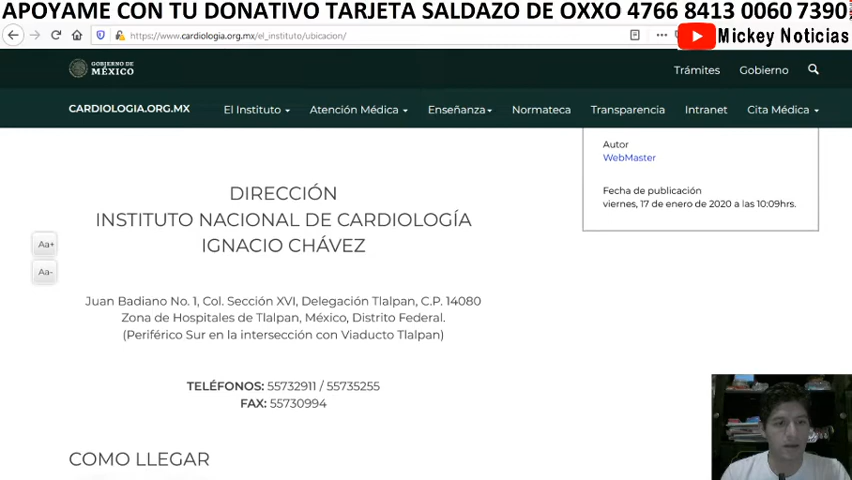 APOYAME CON TU DONATIVO TARJETA SALDAZO DE OXXO 4766 8413 0060 7390
https://www.cardiologia.org.mx/el_instituto/ubicacion/
Mickey Noticias
GOBIERNO DE
MÉXICO
Trámites
Gobierno
CARDIOLOGIA.ORG.MX
El Instituto
Atención Médica
Enseñanza
Normateca
Transparencia
Intranet
Cita Médica
Autor
WebMaster
Fecha de publicación
viernes, 17 de enero de 2020 a las 10:09hrs.
DIRECCIÓN
INSTITUTO NACIONAL DE CARDIOLOGÍA
IGNACIO CHÁVEZ
Aa+
Aa-
Juan Badiano No. 1, Col. Sección XVI, Delegación Tlalpan, C.P. 14080
Zona de Hospitales de Tlalpan, México, Distrito Federal.
(Periférico Sur en la intersección con Viaducto Tlalpan)
TELÉFONOS: 55732911 / 55735255
FAX: 55730994
COMO LLEGAR